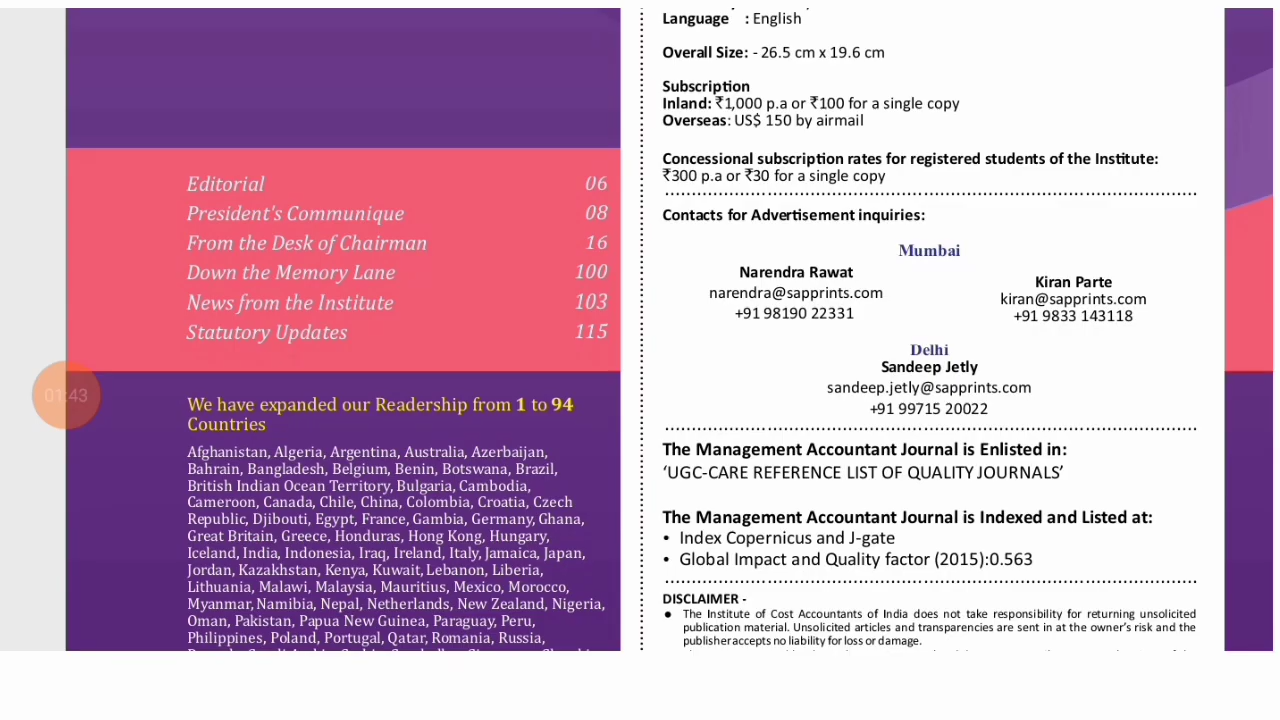 Editorial 06
President's Communique 08
From the Desk of Chairman 16
Down the Memory Lane 100
News from the Institute 103
Statutory Updates 115
01:43
We have expanded our Readership from 1 to 94
Countries
Afghanistan, Algeria, Argentina, Australia, Azerbaijan,
Bahrain, Bangladesh, Belgium, Benin, Botswana, Brazil,
British Indian Ocean Territory, Bulgaria, Cambodia,
Cameroon, Canada, Chile, China, Colombia, Croatia, Czech
Republic, Djibouti, Egypt, France, Gambia, Germany, Ghana,
Great Britain, Greece, Honduras, Hong Kong, Hungary,
Iceland, India, Indonesia, Iraq, Ireland, Italy, Jamaica, Japan,
Jordan, Kazakhstan, Kenya, Kuwait, Lebanon, Liberia,
Lithuania, Malawi, Malaysia, Mauritius, Mexico, Morocco,
Myanmar, Namibia, Nepal, Netherlands, New Zealand, Nigeria,
Oman, Pakistan, Papua New Guinea, Paraguay, Peru,
Philippines, Poland, Portugal, Qatar, Romania, Russia,
Language : English
Overall Size: - 26.5 cm x 19.6 cm
Subscription
Inland: ₹1,000 p.a or ₹100 for a single copy
Overseas: US$ 150 by airmail
Concessional subscription rates for registered students of the Institute:
₹300 p.a or ₹30 for a single copy
Contacts for Advertisement inquiries:
Mumbai
Narendra Rawat
narendra@sapprints.com
+91 98190 22331
Kiran Parte
kiran@sapprints.com
+91 9833 143118
Delhi
Sandeep Jetly
sandeep.jetly@sapprints.com
+91 99715 20022
The Management Accountant Journal is Enlisted in:
‘UGC-CARE REFERENCE LIST OF QUALITY JOURNALS’
The Management Accountant Journal is Indexed and Listed at:
• Index Copernicus and J-gate
• Global Impact and Quality factor (2015):0.563
DISCLAIMER -
● The Institute of Cost Accountants of India does not take responsibility for returning unsolicited
publication material. Unsolicited articles and transparencies are sent in at the owner’s risk and the
publisher accepts no liability for loss or damage.